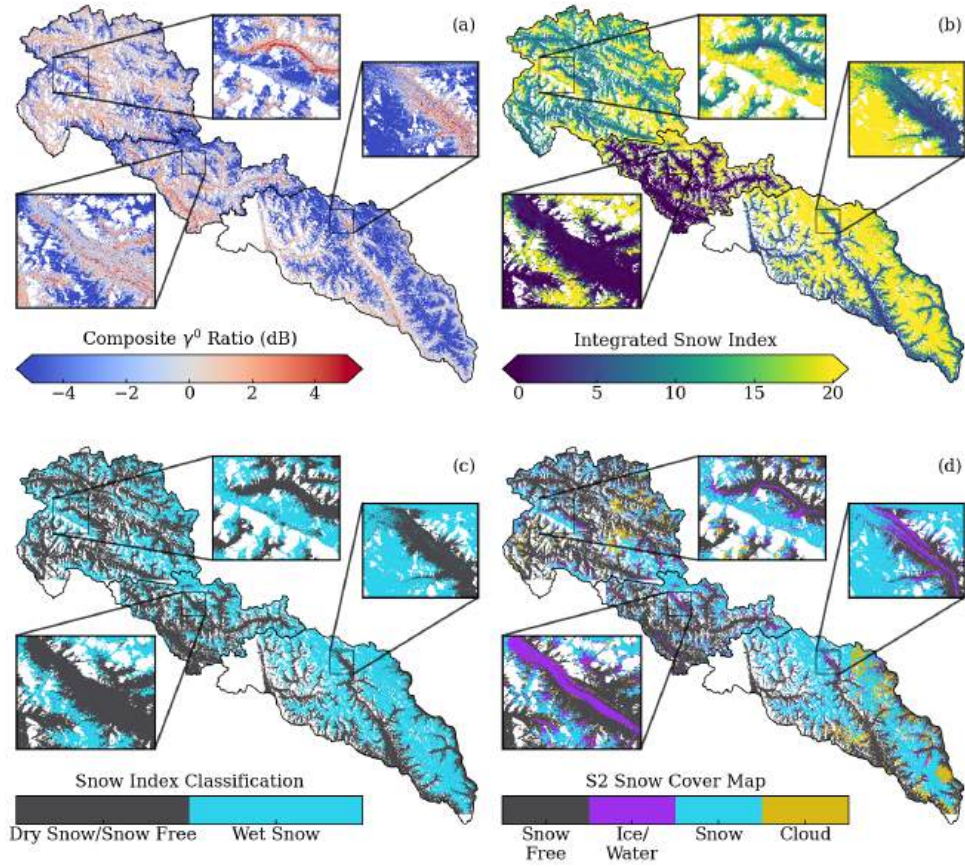 (a)
(b)
Composite γ⁰ Ratio (dB)
−4 −2 0 2 4
Integrated Snow Index
0 5 10 15 20
(c)
(d)
Snow Index Classification
Dry Snow/Snow Free Wet Snow
S2 Snow Cover Map
Snow Free
Ice/ Water
Snow
Cloud